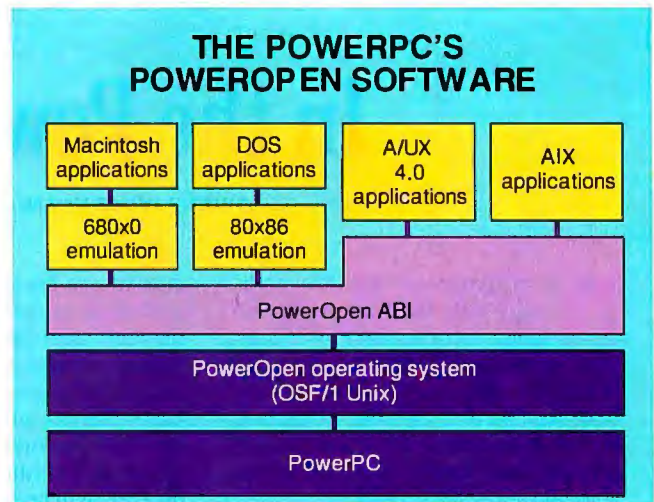 THE POWERPC'S
POWEROPEN SOFTWARE
Macintosh
applications
DOS
applications
A/UX
4.0
applications
AIX
applications
680x0
emulation
80x86
emulation
PowerOpen ABI
PowerOpen operating system
(OSF/1 Unix)
PowerPC